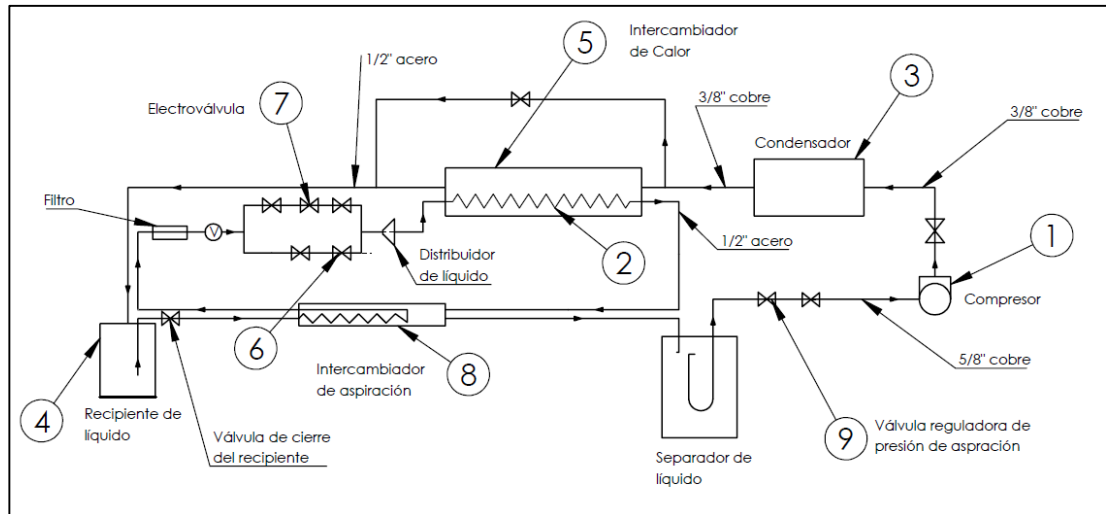 5
Intercambiador
de Calor
1/2" acero
7
Electroválvula
3/8" cobre
3
3/8" cobre
Condensador
Filtro
V
1/2" acero
1
Distribuidor
de líquido
2
Compresor
6
Intercambiador
de aspiración
8
5/8" cobre
4
Recipiente de
líquido
Válvula de cierre
del recipiente
Separador de
líquido
9
Válvula reguladora de
presión de aspración